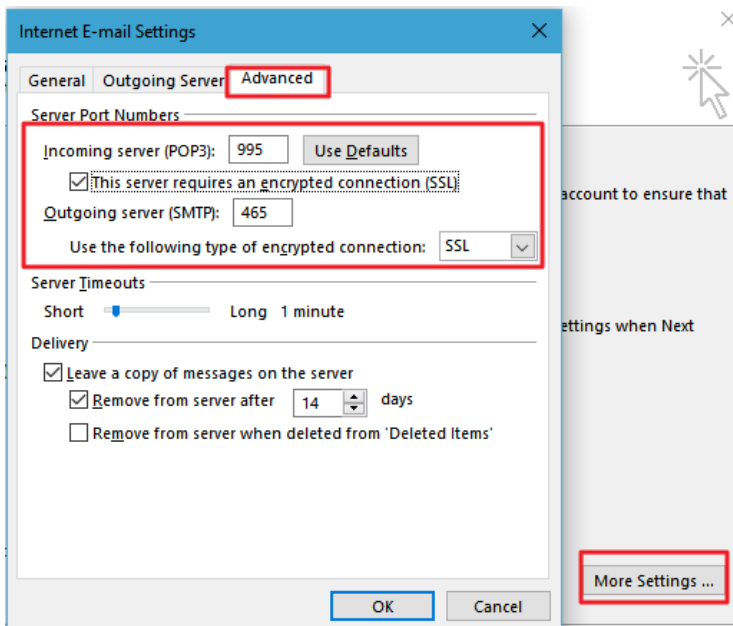 Internet E-mail Settings
General Outgoing Server Advanced
Server Port Numbers
Incoming server (POP3): 995 Use Defaults
This server requires an encrypted connection (SSL)
Outgoing server (SMTP): 465
Use the following type of encrypted connection: SSL
Server Timeouts
Short Long 1 minute
Delivery
Leave a copy of messages on the server
Remove from server after 14 days
Remove from server when deleted from 'Deleted Items'
OK Cancel
account to ensure that
ettings when Next
More Settings ...